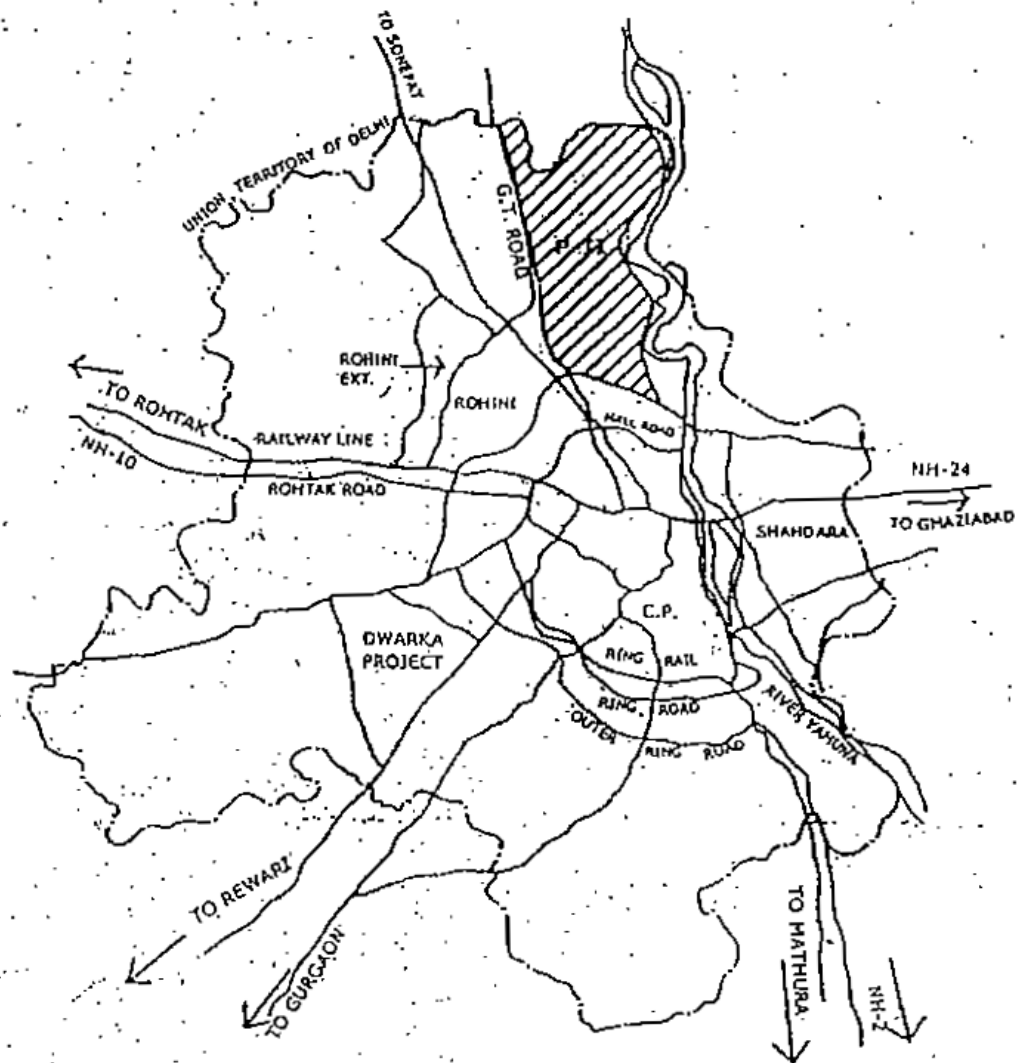 TO SONEPAT
UNION TERRITORY OF DELHI
G.T. ROAD
ROHINI
EXT.
ROHINI
TO ROHTAK
NH-10
RAILWAY LINE
ROHTAK ROAD
ROAD
NH-24
TO GHAZIABAD
SHAHDARA
C.P.
DWARKA
PROJECT
RING RAIL
RING ROAD
OUTER RING ROAD
RIVER YAMUNA
TO REWARI
TO GURGAON
TO MATHURA
NH-2